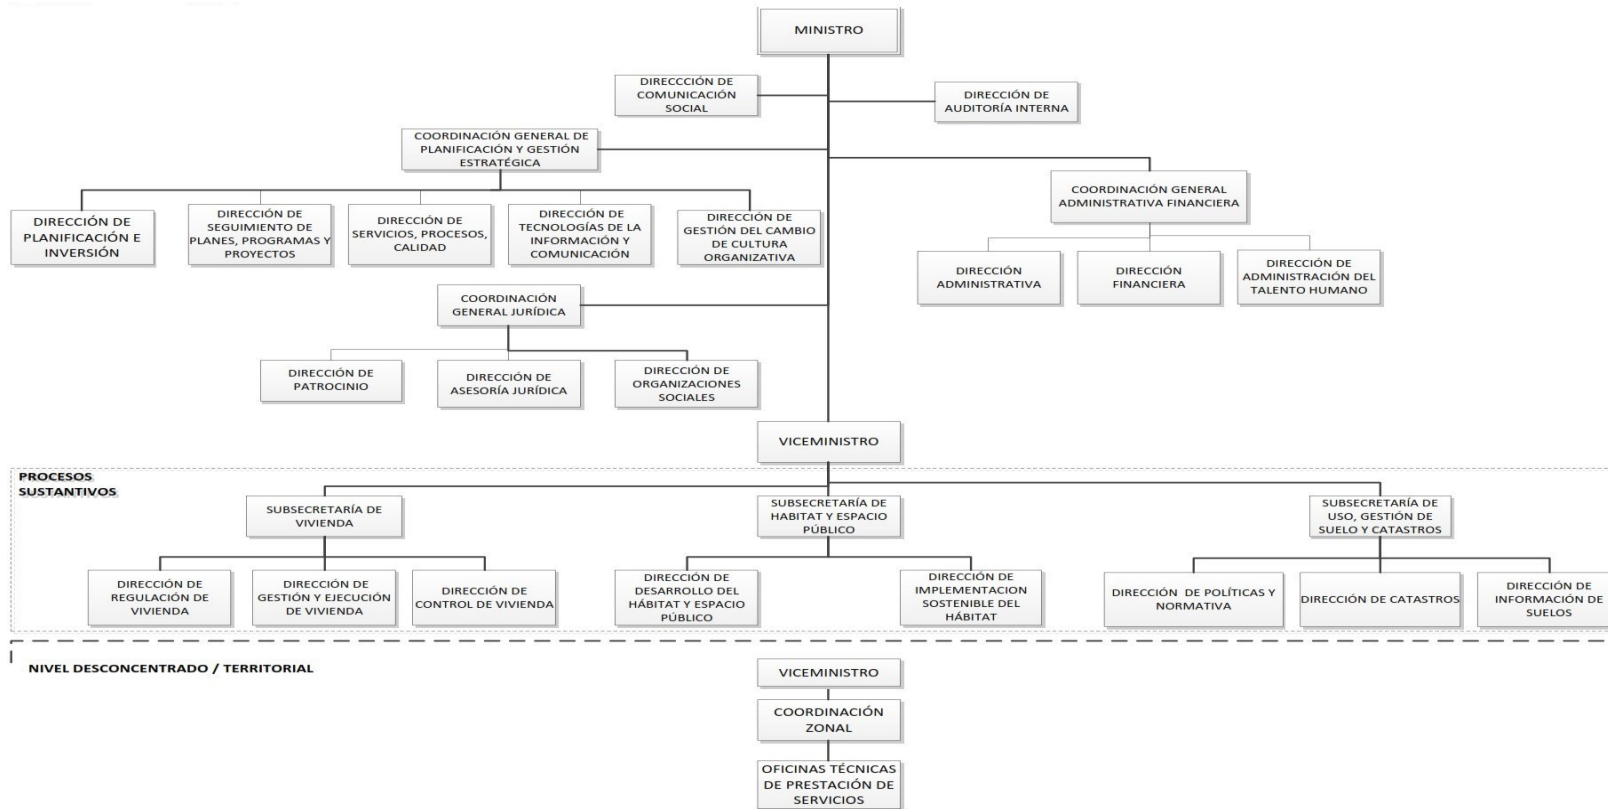 MINISTRO
DIRECCCIÓN DE
COMUNICACIÓN
SOCIAL
DIRECCIÓN DE
AUDITORÍA INTERNA
COORDINACIÓN GENERAL DE
PLANIFICACIÓN Y GESTIÓN
ESTRATÉGICA
COORDINACIÓN GENERAL
ADMINISTRATIVA FINANCIERA
DIRECCIÓN DE
PLANIFICACIÓN E
INVERSIÓN
DIRECCIÓN DE
SEGUIMIENTO DE
PLANES, PROGRAMAS Y
PROYECTOS
DIRECCIÓN DE
SERVICIOS, PROCESOS,
CALIDAD
DIRECCIÓN DE
TECNOLOGÍAS DE LA
INFORMACIÓN Y
COMUNICACIÓN
DIRECCIÓN DE
GESTIÓN DEL CAMBIO
DE CULTURA
ORGANIZATIVA
DIRECCIÓN
ADMINISTRATIVA
DIRECCIÓN
FINANCIERA
DIRECCIÓN DE
ADMINISTRACIÓN DEL
TALENTO HUMANO
COORDINACIÓN
GENERAL JURÍDICA
DIRECCIÓN DE
PATROCINIO
DIRECCIÓN DE
ASESORÍA JURÍDICA
DIRECCIÓN DE
ORGANIZACIONES
SOCIALES
VICEMINISTRO
PROCESOS
SUSTANTIVOS
SUBSECRETARÍA DE
VIVIENDA
SUBSECRETARÍA DE
HABITAT Y ESPACIO
PÚBLICO
SUBSECRETARÍA DE
USO, GESTIÓN DE
SUELO Y CATASTROS
DIRECCIÓN DE
REGULACIÓN DE
VIVIENDA
DIRECCIÓN DE
GESTIÓN Y EJECUCIÓN
DE VIVIENDA
DIRECCIÓN DE
CONTROL DE VIVIENDA
DIRECCIÓN DE
DESARROLLO DEL
HÁBITAT Y ESPACIO
PÚBLICO
DIRECCIÓN DE
IMPLEMENTACION
SOSTENIBLE DEL
HÁBITAT
DIRECCIÓN DE POLÍTICAS Y
NORMATIVA
DIRECCIÓN DE CATASTROS
DIRECCIÓN DE
INFORMACIÓN DE
SUELOS
NIVEL DESCONCENTRADO / TERRITORIAL
VICEMINISTRO
COORDINACIÓN
ZONAL
OFICINAS TÉCNICAS
DE PRESTACIÓN DE
SERVICIOS